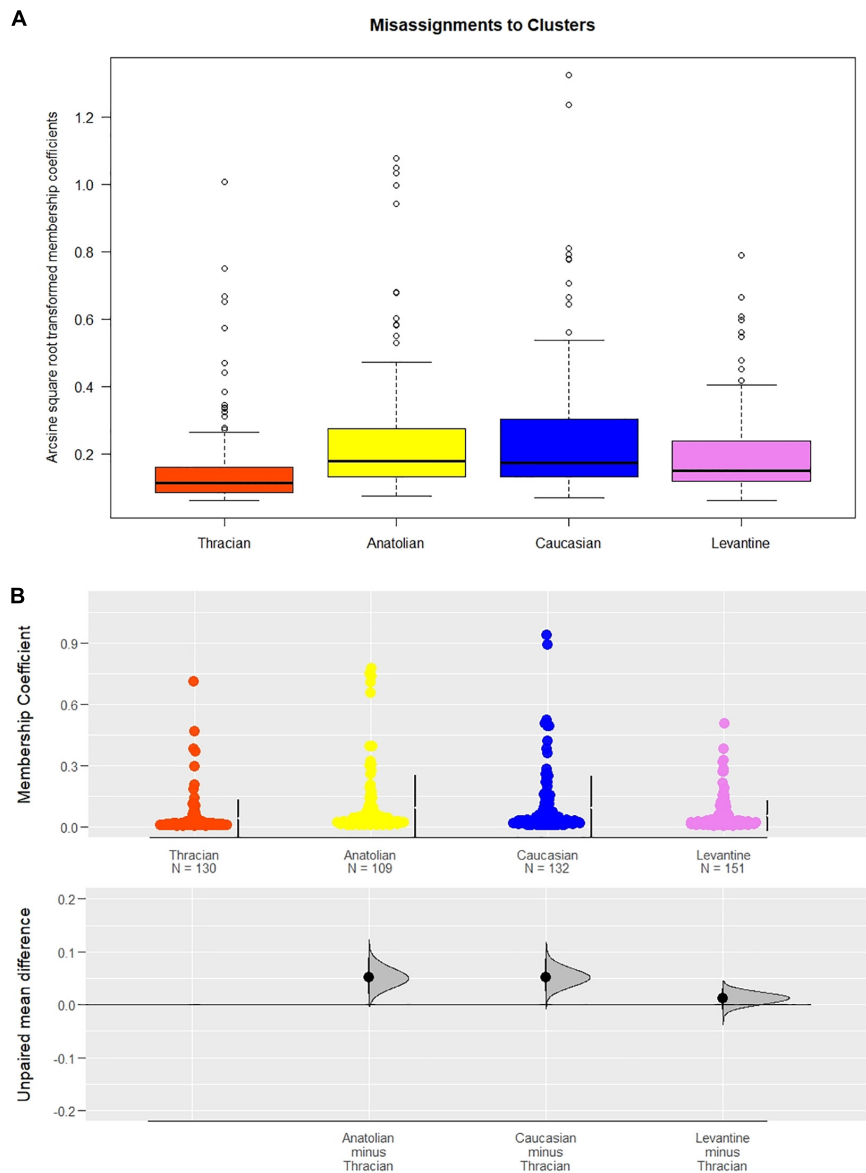 A
Misassignments to Clusters
Arcsine square root transformed membership coefficients
1.2
1.0
0.8
0.6
0.4
0.2
Thracian Anatolian Caucasian Levantine
B
Membership Coefficient
0.9
0.6
0.3
0.0
Thracian Anatolian Caucasian Levantine
N = 130 N = 109 N = 132 N = 151
Unpaired mean difference
0.2
0.1
0.0
-0.1
-0.2
Anatolian Caucasian Levantine
minus minus minus
Thracian Thracian Thracian